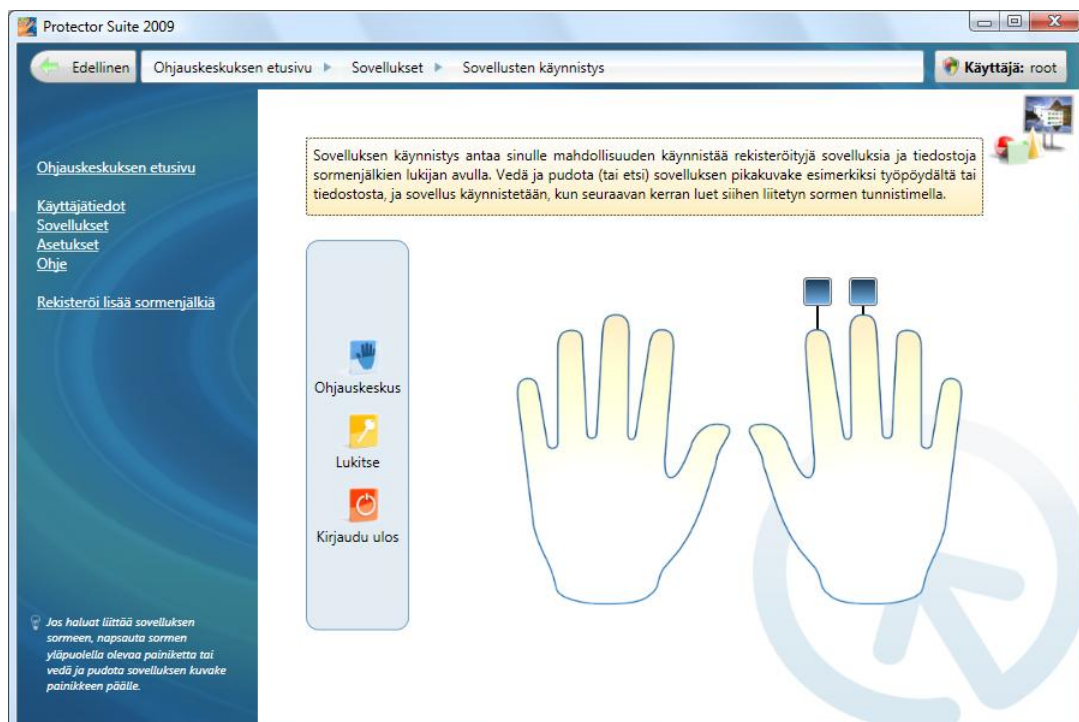 Protector Suite 2009
Edellinen
Ohjauskeskuksen etusivu
Sovellukset
Sovellusten käynnistys
Käyttäjä: root
Ohjauskeskuksen etusivu
Käyttäjätiedot
Sovellukset
Asetukset
Ohje
Rekisteröi lisää sormenjälkiä
Sovelluksen käynnistys antaa sinulle mahdollisuuden käynnistää rekisteröityjä sovelluksia ja tiedostoja
sormenjälkien lukijan avulla. Vedä ja pudota (tai etsi) sovelluksen pikakuvake esimerkiksi työpöydältä tai
tiedostosta, ja sovellus käynnistetään, kun seuraavan kerran luet siihen liitetyn sormen tunnistimella.
Ohjauskeskus
Lukitse
Kirjaudu ulos
Jos haluat liittää sovelluksen
sormeen, napsauta sormen
yläpuolella olevaa painiketta tai
vedä ja pudota sovelluksen kuvake
painikkeen päälle.